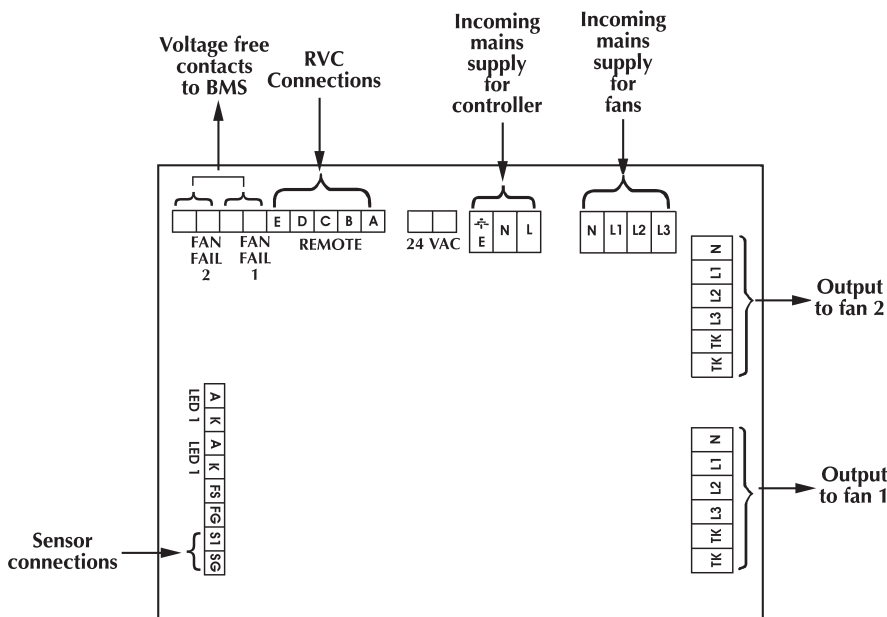 Voltage free
contacts
to BMS
RVC
Connections
Incoming
mains
supply
for
controller
Incoming
mains
supply
for
fans
E D C B A
FAN
FAIL
2
FAN
FAIL
1
REMOTE
24 VAC
E N L
N L1 L2 L3
N
L1
L2
L3
TK
TK
Output
to fan 2
LED 1
LED 1
A
K
A
K
FS
FG
S1
SG
Sensor
connections
N
L1
L2
L3
TK
TK
Output
to fan 1